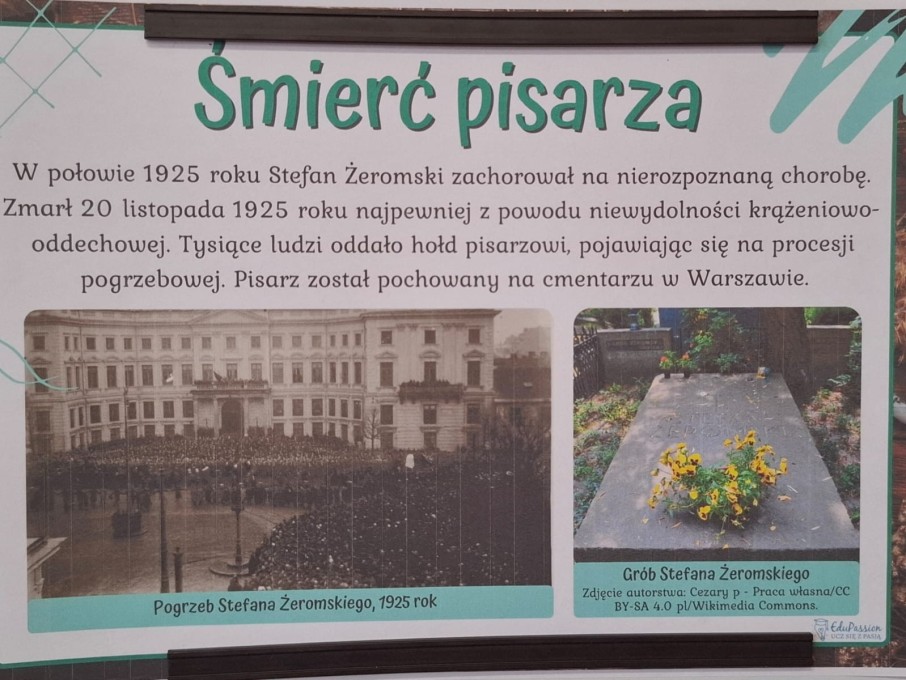 Śmierć pisarza
W połowie 1925 roku Stefan Żeromski zachorował na nierozpoznaną chorobę.
Zmarł 20 listopada 1925 roku najpewniej z powodu niewydolności krążeniowo-
oddechowej. Tysiące ludzi oddało hołd pisarzowi, pojawiając się na procesji
pogrzebowej. Pisarz został pochowany na cmentarzu w Warszawie.
Pogrzeb Stefana Żeromskiego, 1925 rok
Grób Stefana Żeromskiego
Zdjęcie autorstwa: Cezary p - Praca własna/CC
BY-SA 4.0 pl/Wikimedia Commons.
EduPassion
UCZ SIĘ Z PASJĄ